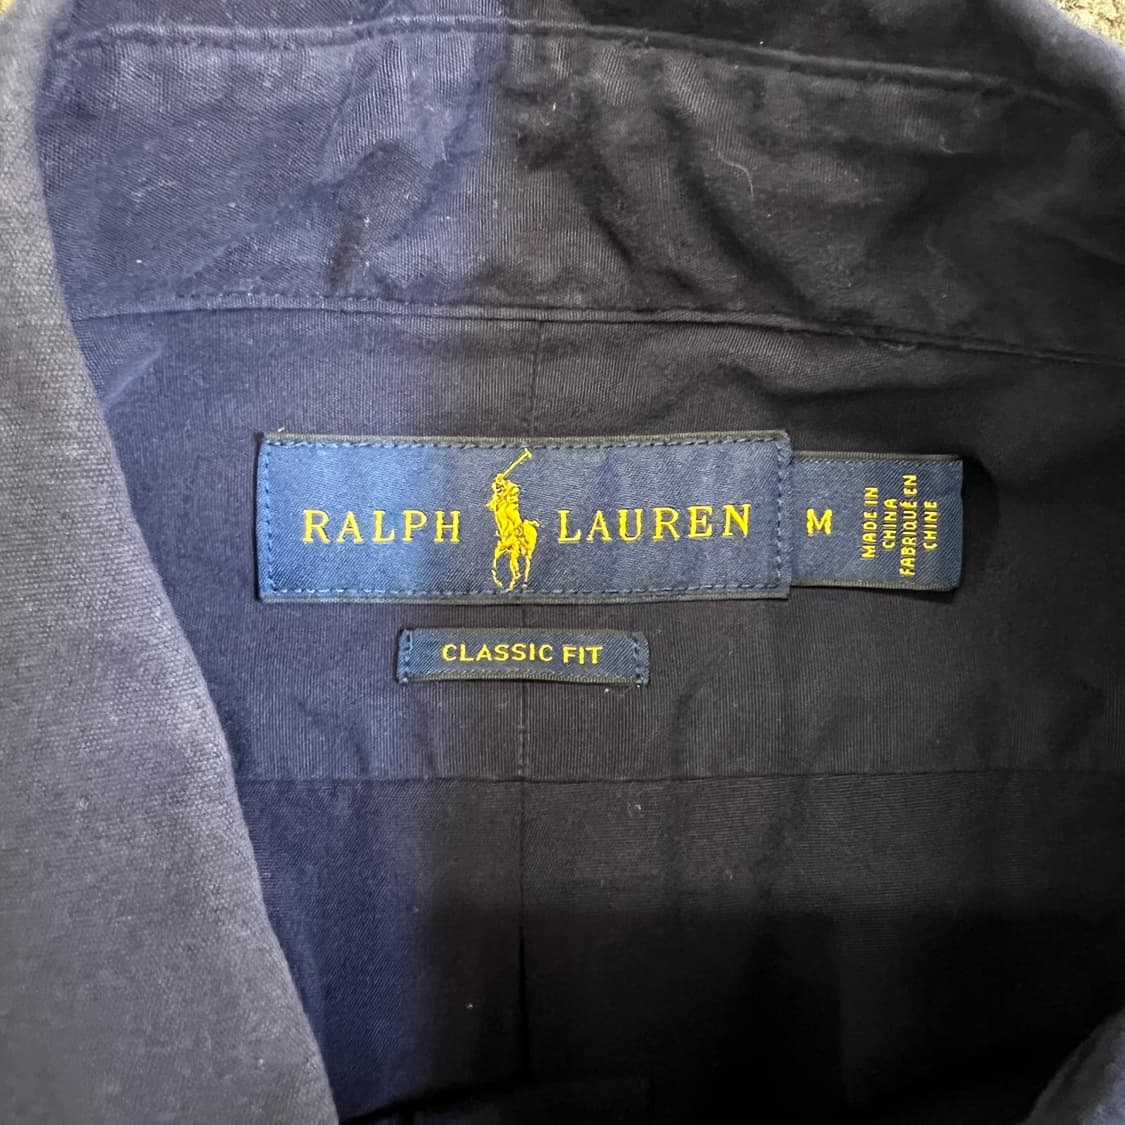 RALPH LAUREN
M
MADE IN
CHINA
FABRIQUÉ EN
CHINE
CLASSIC FIT